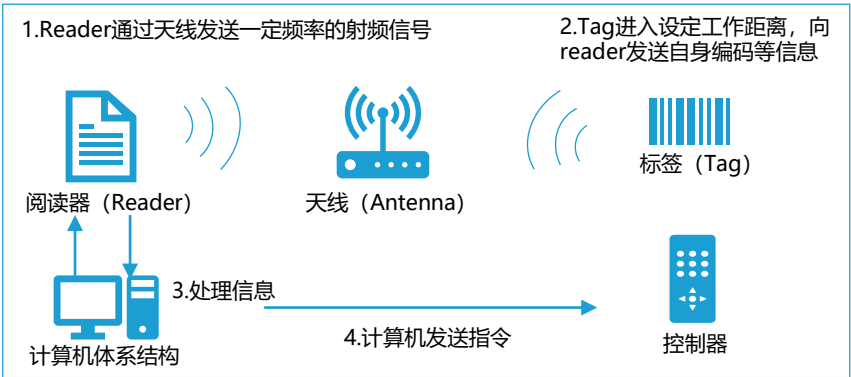 1.Reader通过天线发送一定频率的射频信号
2.Tag进入设定工作距离，向
reader发送自身编码等信息
标签（Tag）
阅读器（Reader）
天线（Antenna）
3.处理信息
4.计算机发送指令
控制器
计算机体系结构